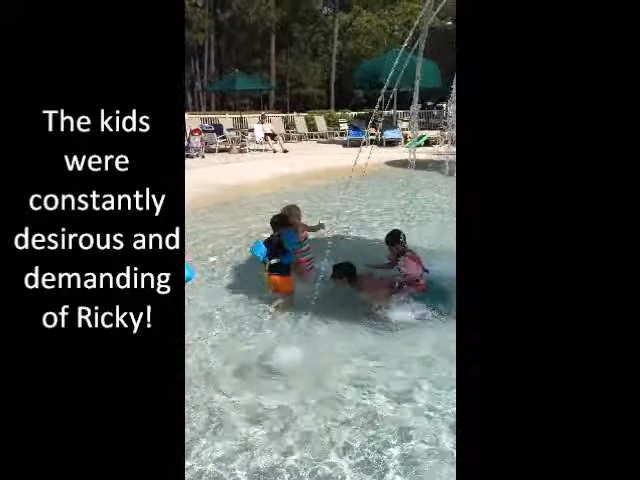 The kids
were
constantly
desirous and
demanding
of Ricky!